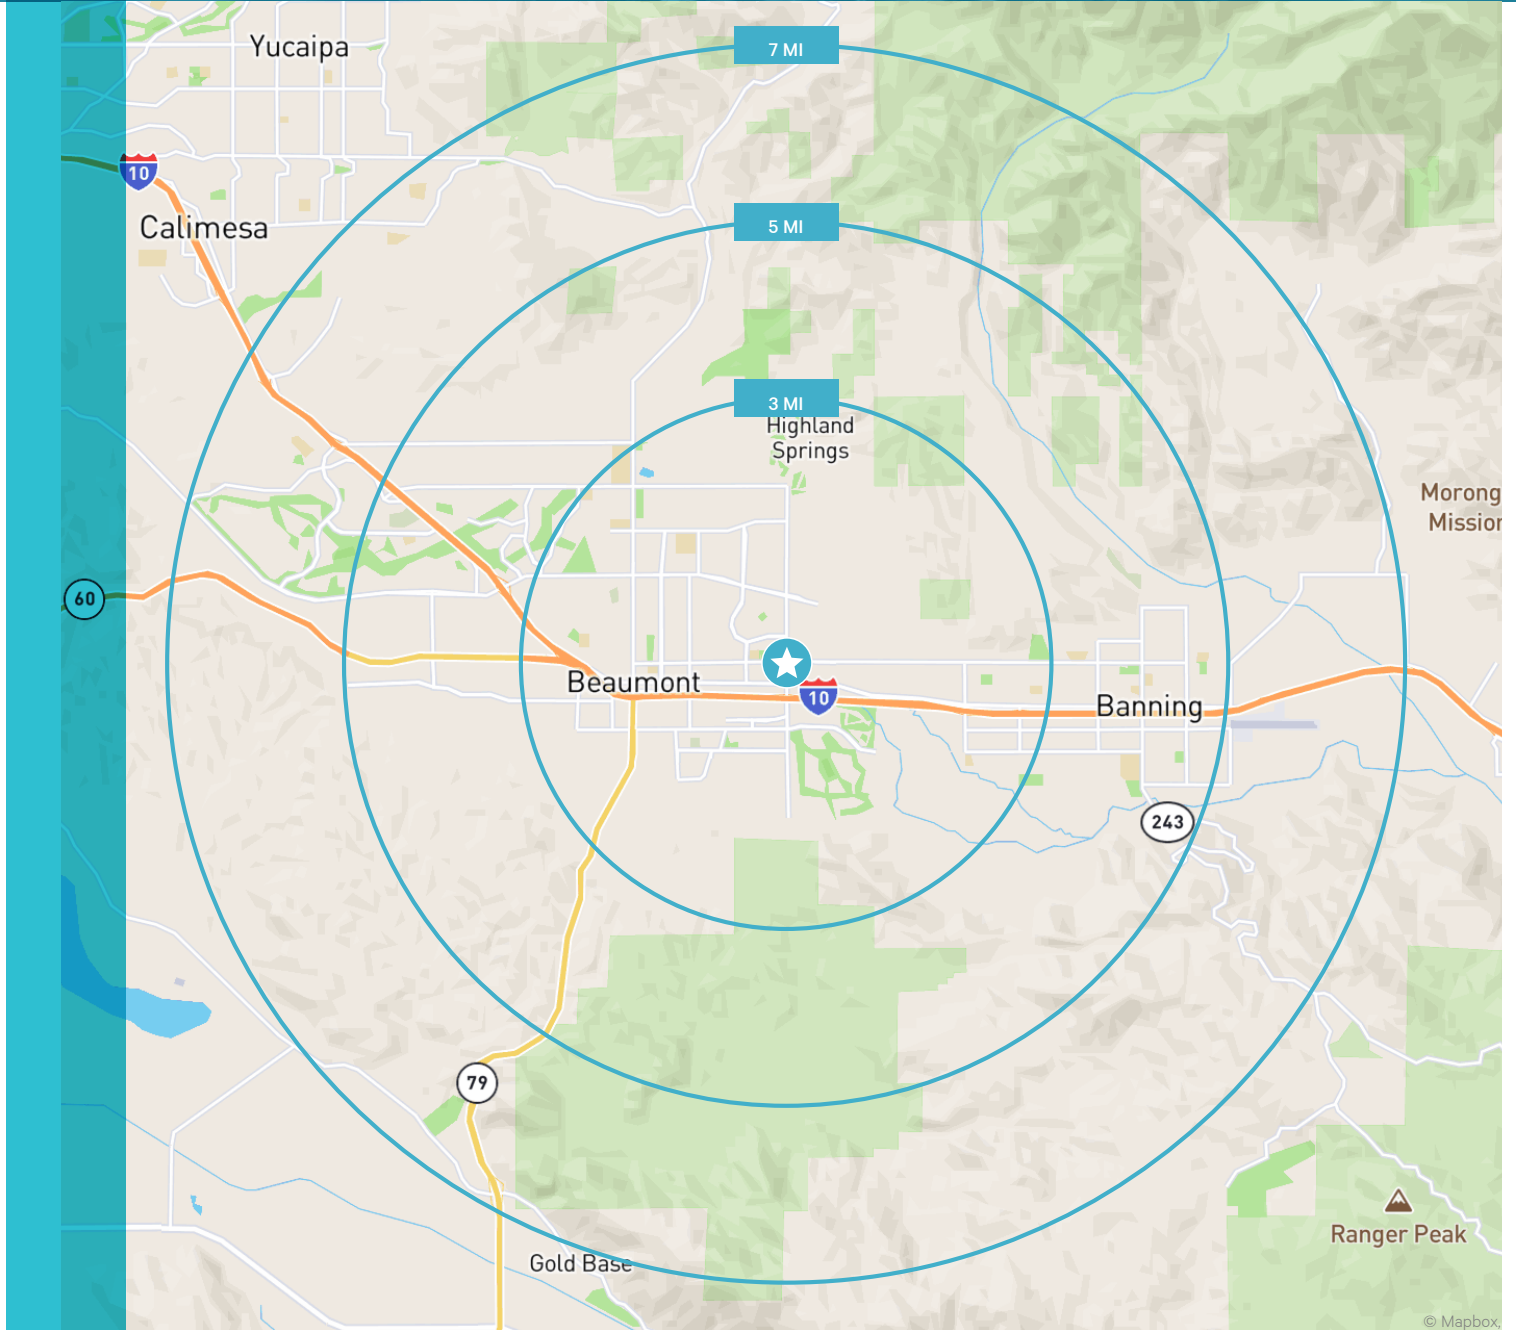 Yucaipa
7 MI
10
Calimesa
5 MI
3 MI
Highland
Springs
Morong
Mission
60
Beaumont
10
Banning
243
79
Ranger Peak
Gold Base
© Mapbox,